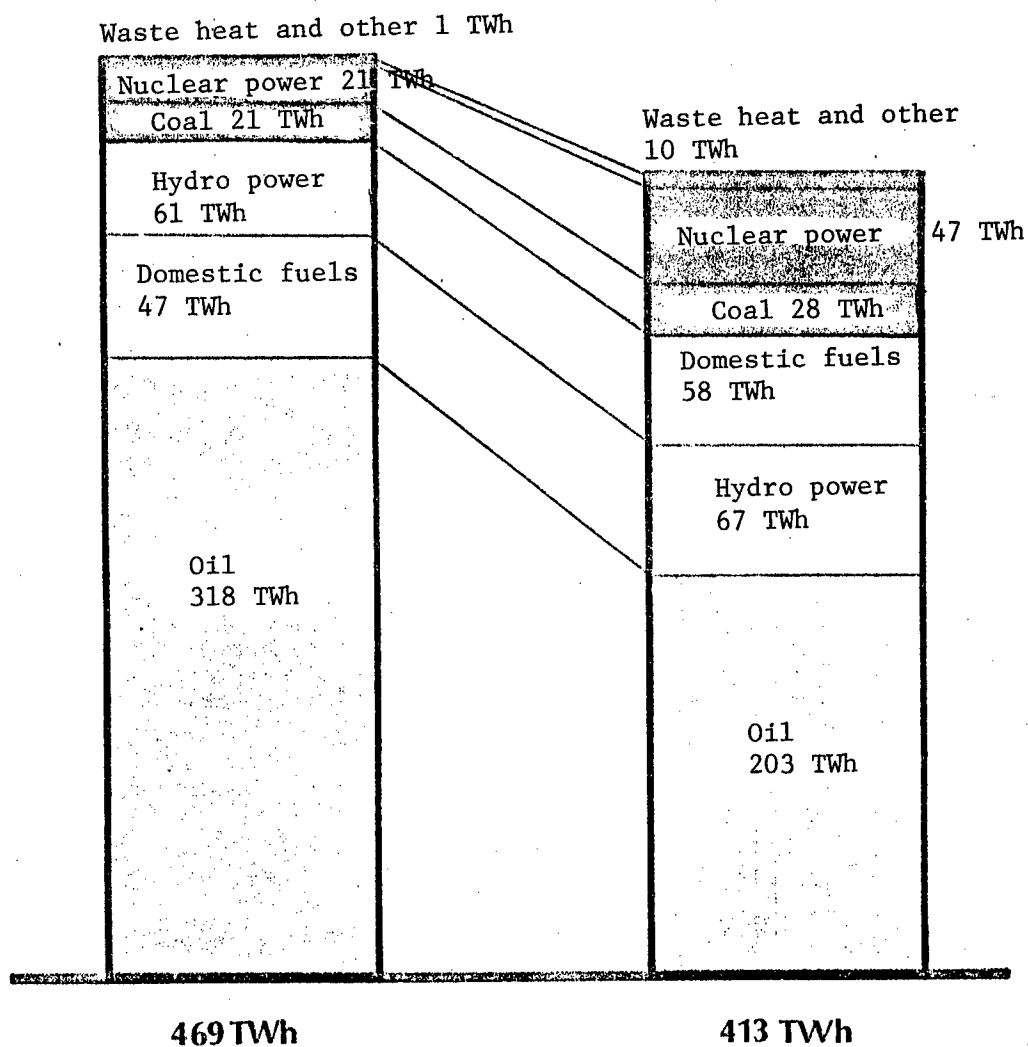 Waste heat and other 1 TWh
Nuclear power 21 TWh
Coal 21 TWh
Hydro power
61 TWh
Domestic fuels
47 TWh
Oil
318 TWh
469 TWh
Waste heat and other
10 TWh
Nuclear power 47 TWh
Coal 28 TWh
Domestic fuels
58 TWh
Hydro power
67 TWh
Oil
203 TWh
413 TWh